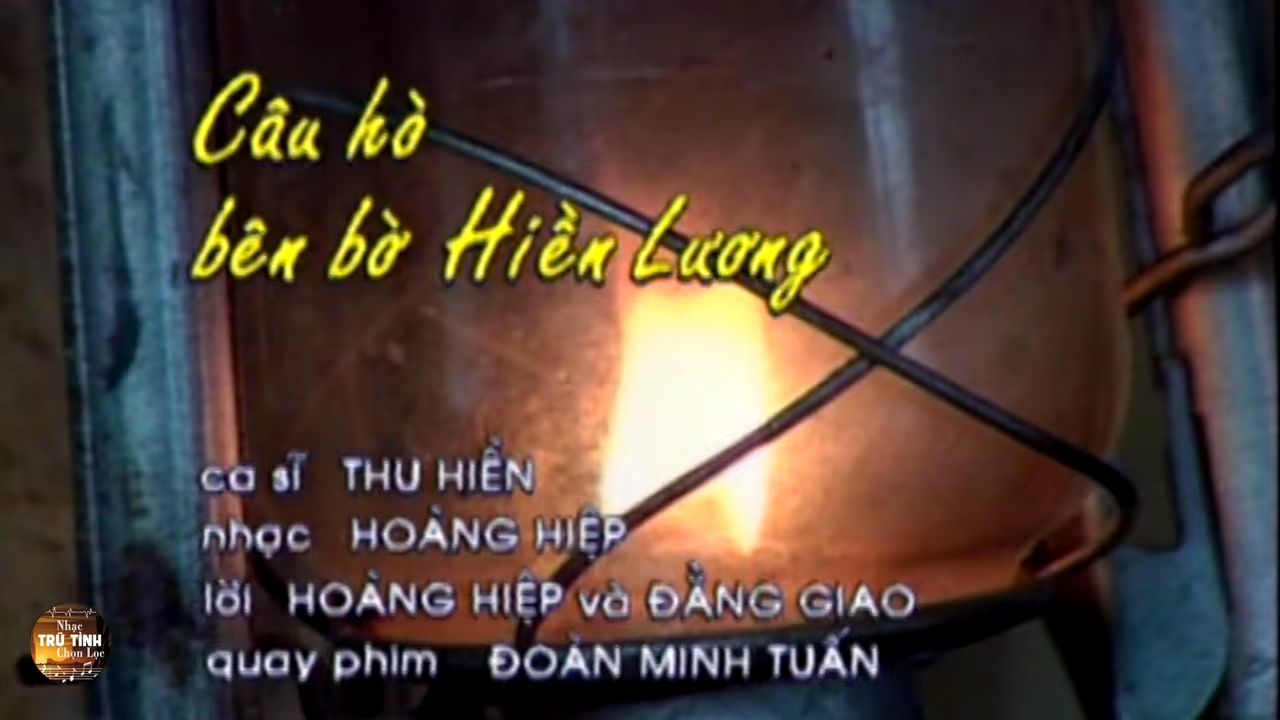 Câu hò
bên bờ Hiền Lương
ca sĩ THU HIỀN
nhạc HOÀNG HIỆP
lời HOÀNG HIỆP và ĐẰNG GIAO
quay phim ĐOÀN MINH TUẤN
Nhạc
TRỮ TÌNH
Chọn Lọc